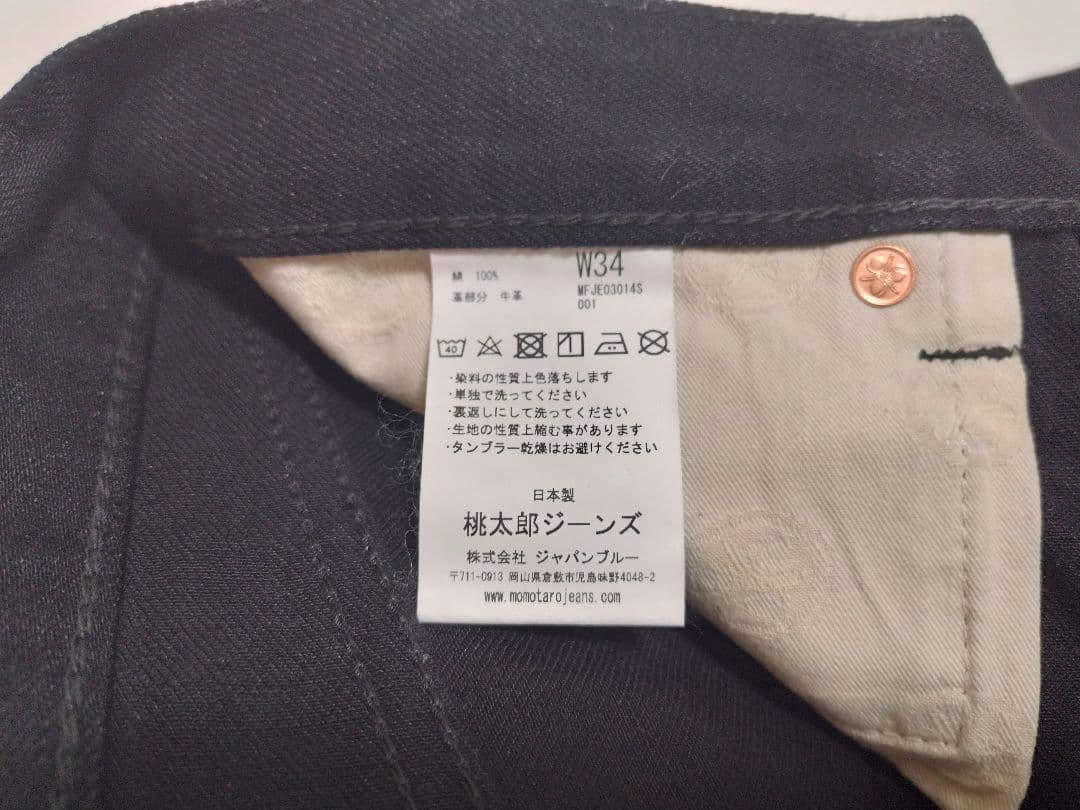 綿 100%
革部分 牛革
W34
MFJE03014S
001
40
・染料の性質上色落ちします
・単独で洗ってください
・裏返しにして洗ってください
・生地の性質上縮む事があります
・タンブラー乾燥はお避けください
日本製
桃太郎ジーンズ
株式会社 ジャパンブルー
〒711-0913 岡山県倉敷市児島味野4048-2
www.momotarojeans.com